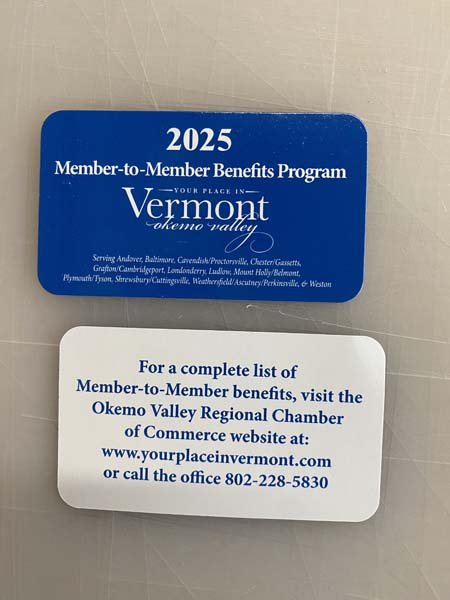 2025
Member-to-Member Benefits Program
YOUR PLACE IN
Vermont
okemo valley
Serving Andover, Baltimore, Cavendish/Proctorsville, Chester/Gassetts,
Grafton/Cambridgeport, Londonderry, Ludlow, Mount Holly/Belmont,
Plymouth/Tyson, Shrewsbury/Cuttingsville, Weathersfield/Ascutney/Perkinsville, & Weston
For a complete list of
Member-to-Member benefits, visit the
Okemo Valley Regional Chamber
of Commerce website at:
www.yourplaceinvermont.com
or call the office 802-228-5830